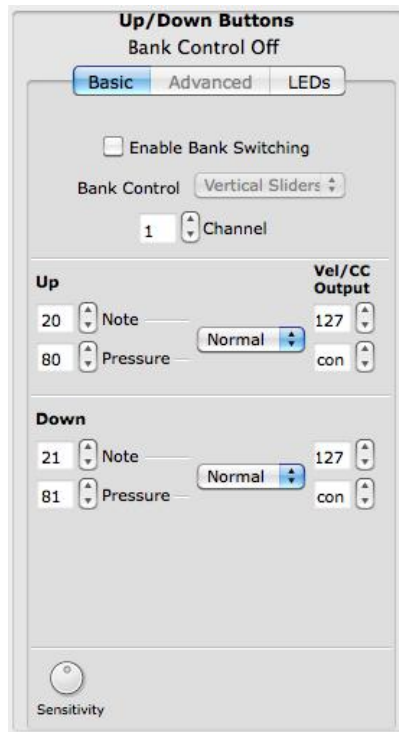 Up/Down Buttons
Bank Control Off
Basic Advanced LEDs
Enable Bank Switching
Bank Control Vertical Sliders
1 Channel
Up Vel/CC Output
20 Note 127
Normal
80 Pressure con
Down
21 Note 127
Normal
81 Pressure con
Sensitivity